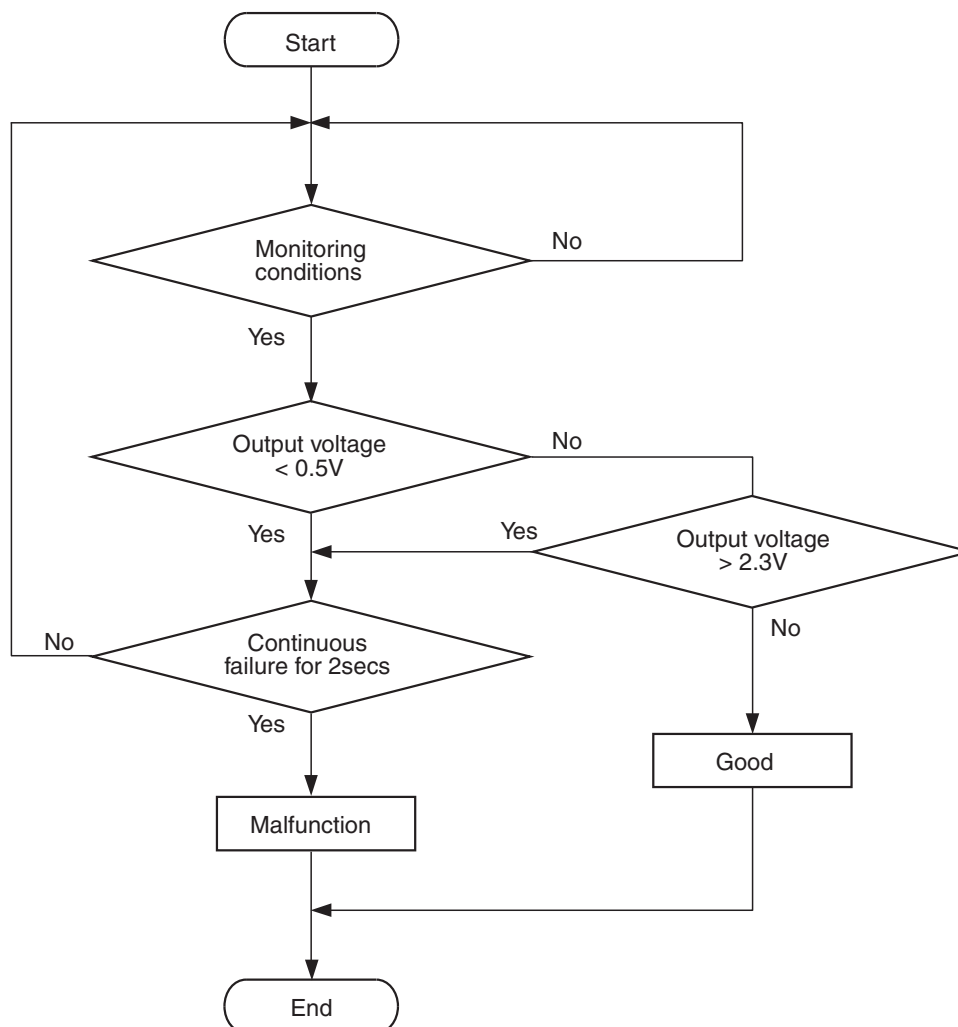 Start
Monitoring
conditions
No
Yes
Output voltage
< 0.5V
No
Yes
Yes
Output voltage
> 2.3V
No
Continuous
failure for 2secs
No
Yes
Good
Malfunction
End